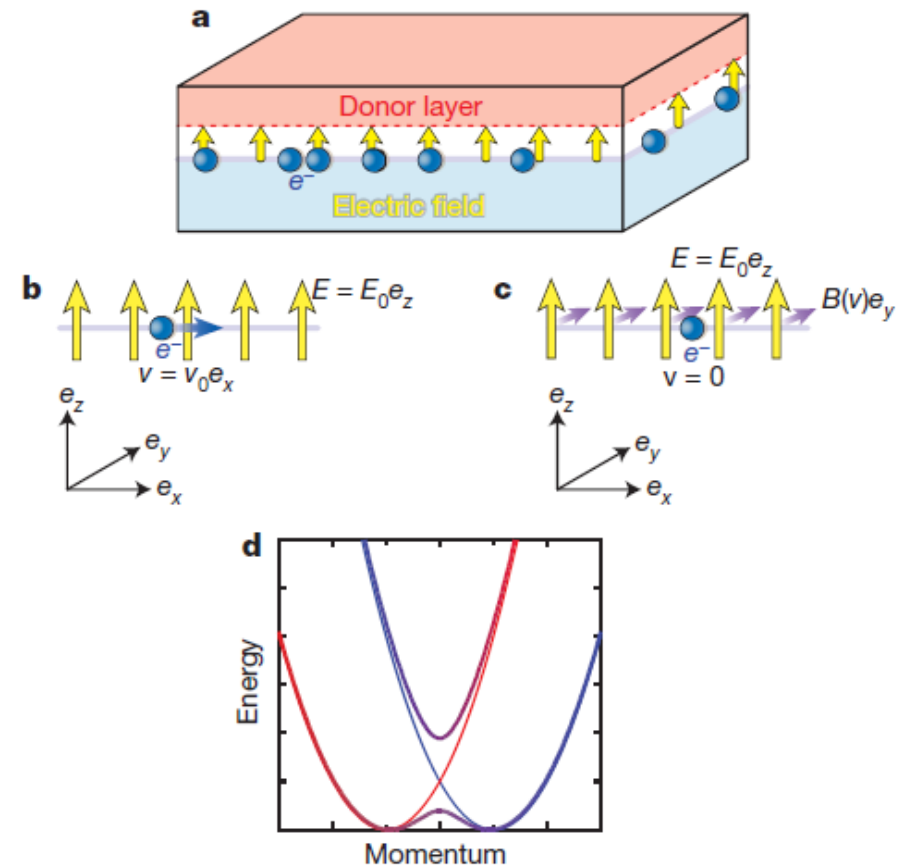 a
Donor layer
e⁻
Electric field
b
E = E₀e_z
e⁻
v = v₀e_x
e_z
e_y
e_x
c
E = E₀e_z
B(v)e_y
e⁻
v = 0
e_z
e_y
e_x
d
Energy
Momentum